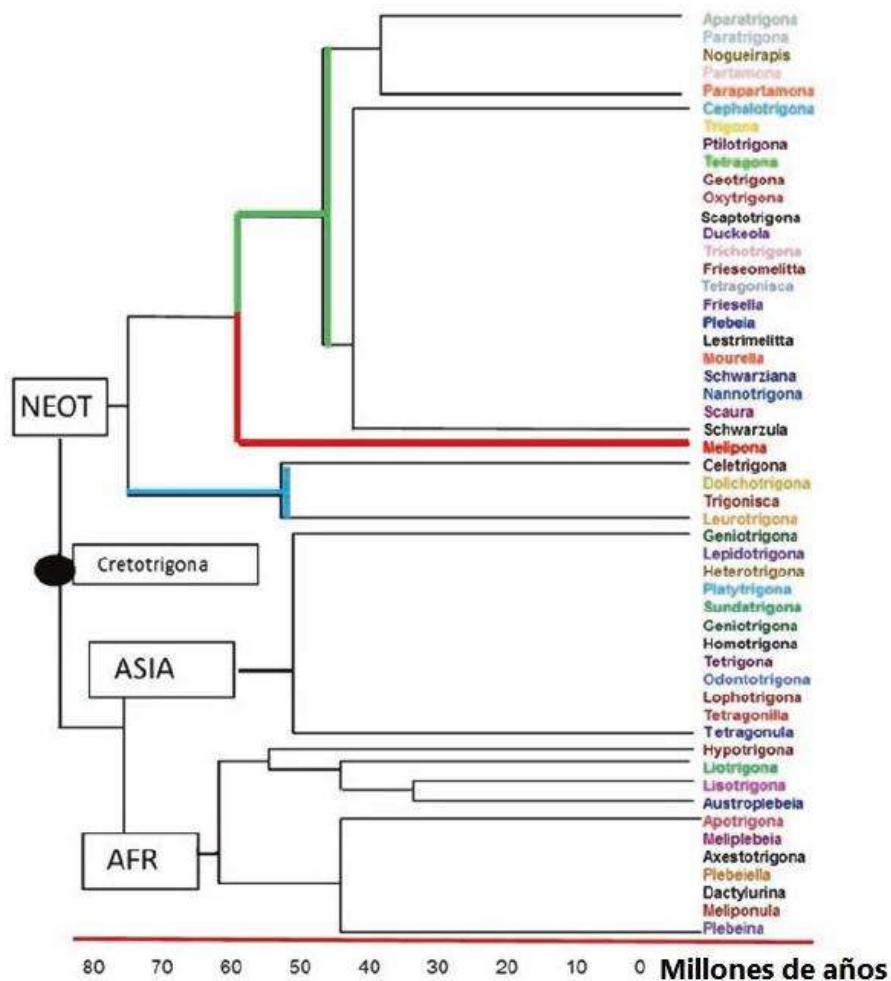 Aparatrigona
Paratrigona
Nogueirapis
Partamona
Parapartamona
Cephalotrigona
Trigona
Ptilotrigona
Tetragona
Geotrigona
Oxytrigona
Scaptotrigona
Duckeola
Trichotrigona
Frieseomelitta
Tetragonisca
Friesella
Plebeia
Lestrimelitta
Mourella
Schwarziana
Nannotrigona
Scaura
Schwarzula
Melipona
Celetrigona
Dolichotrigona
Trigonisca
Leurotrigona
Geniotrigona
Lepidotrigona
Heterotrigona
Platytrigona
Sundatrigona
Geniotrigona
Homotrigona
Tetrigona
Odontotrigona
Lophotrigona
Tetragonilla
Tetragonula
Hypotrigona
Liotrigona
Lisotrigona
Austroplebeia
Apotrigona
Meliplebeia
Axestotrigona
Plebeiella
Dactylurina
Meliponula
Plebeina
NEOT
Cretotrigona
ASIA
AFR
80 70 60 50 40 30 20 10 0 Millones de años